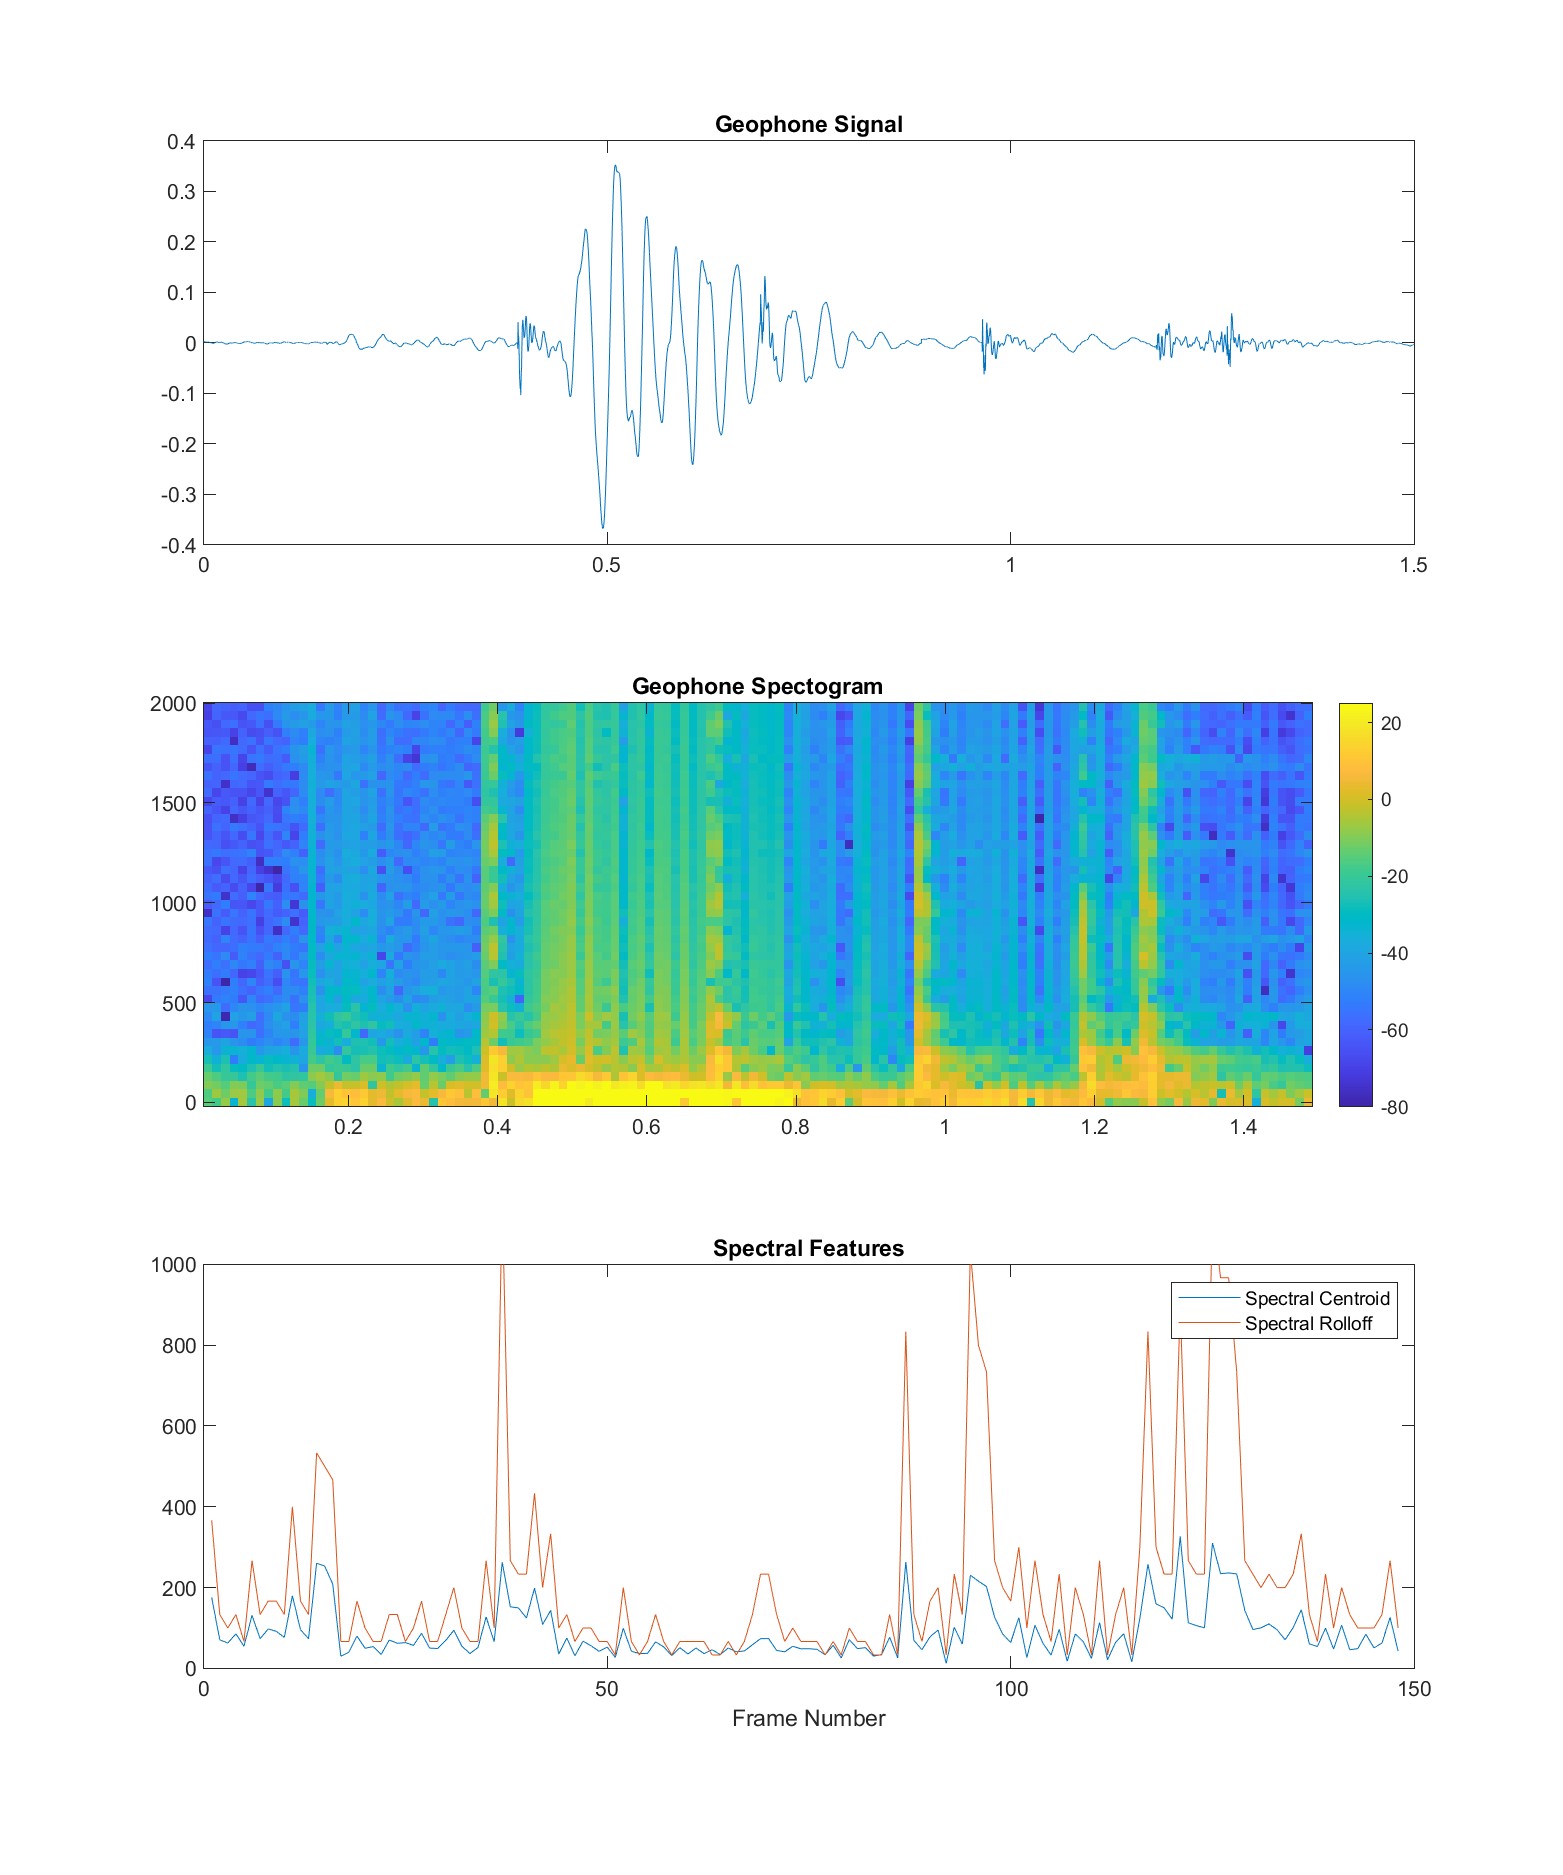 Geophone Signal
0.4
0.3
0.2
0.1
0
-0.1
-0.2
-0.3
-0.4
0 0.5 1 1.5
Geophone Spectogram
2000
1500
1000
500
0
0.2 0.4 0.6 0.8 1 1.2 1.4
20
0
-20
-40
-60
-80
Spectral Features
1000
800
600
400
200
0
Spectral Centroid
Spectral Rolloff
0 50 100 150
Frame Number